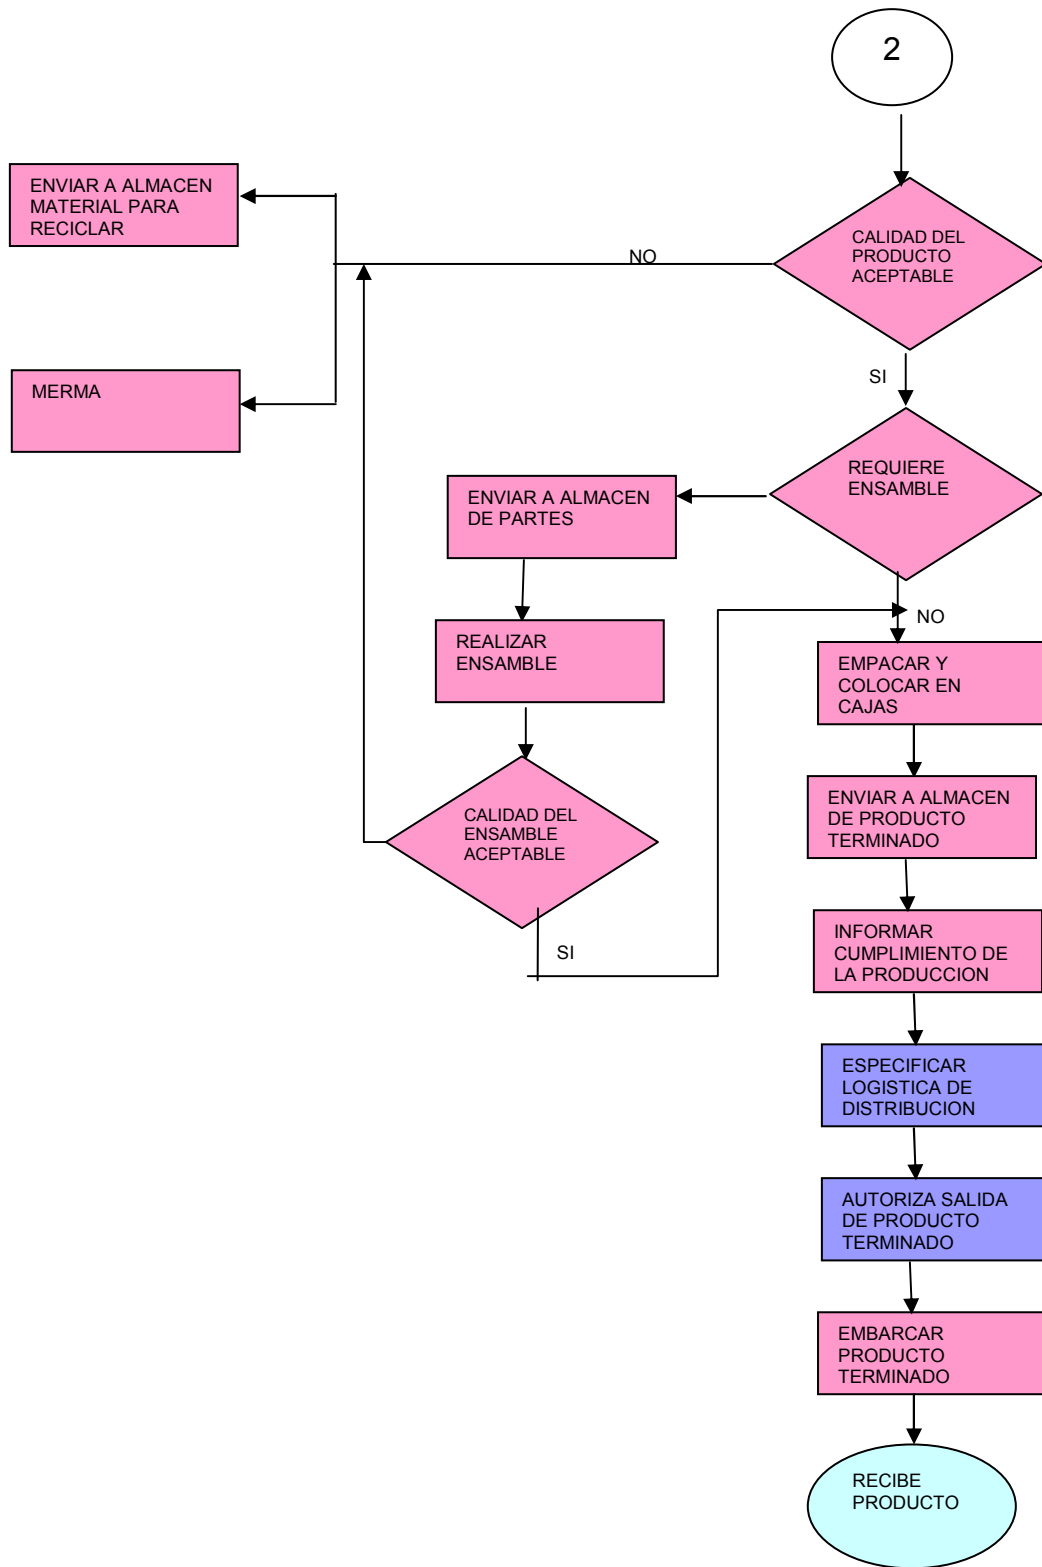 2
ENVIAR A ALMACEN
MATERIAL PARA
RECICLAR
CALIDAD DEL
PRODUCTO
ACEPTABLE
NO
SI
MERMA
REQUIERE
ENSAMBLE
ENVIAR A ALMACEN
DE PARTES
NO
REALIZAR
ENSAMBLE
EMPACAR Y
COLOCAR EN
CAJAS
CALIDAD DEL
ENSAMBLE
ACEPTABLE
ENVIAR A ALMACEN
DE PRODUCTO
TERMINADO
SI
INFORMAR
CUMPLIMIENTO DE
LA PRODUCCION
ESPECIFICAR
LOGISTICA DE
DISTRIBUCION
AUTORIZA SALIDA
DE PRODUCTO
TERMINADO
EMBARCAR
PRODUCTO
TERMINADO
RECIBE
PRODUCTO